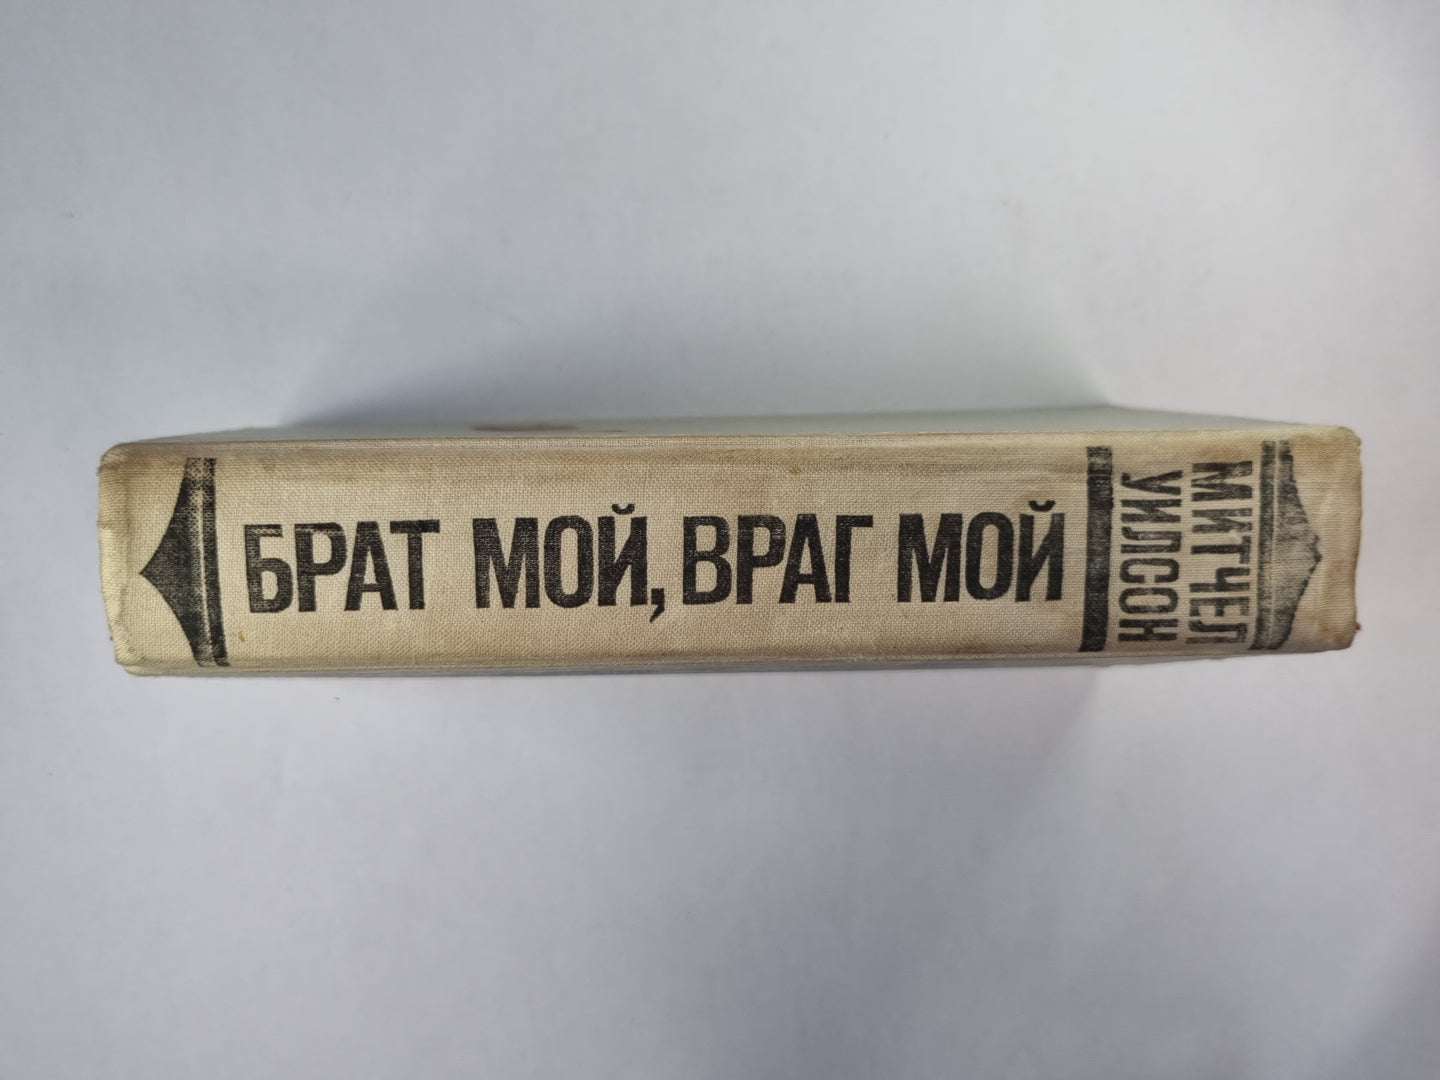 МИТЧЕЛ
УИЛСОН
БРАТ МОЙ, ВРАГ МОЙ